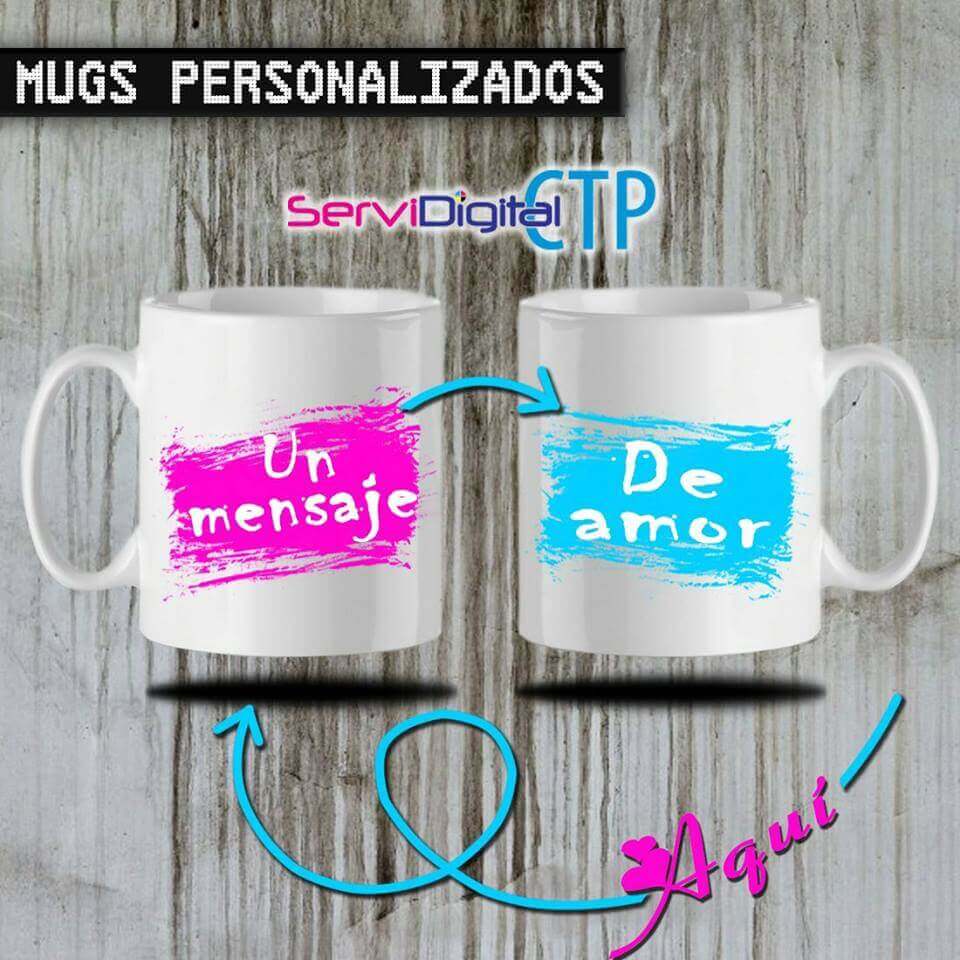 MUGS PERSONALIZADOS
ServiDigital CTP
Un
mensaje
De
amor
Aquí